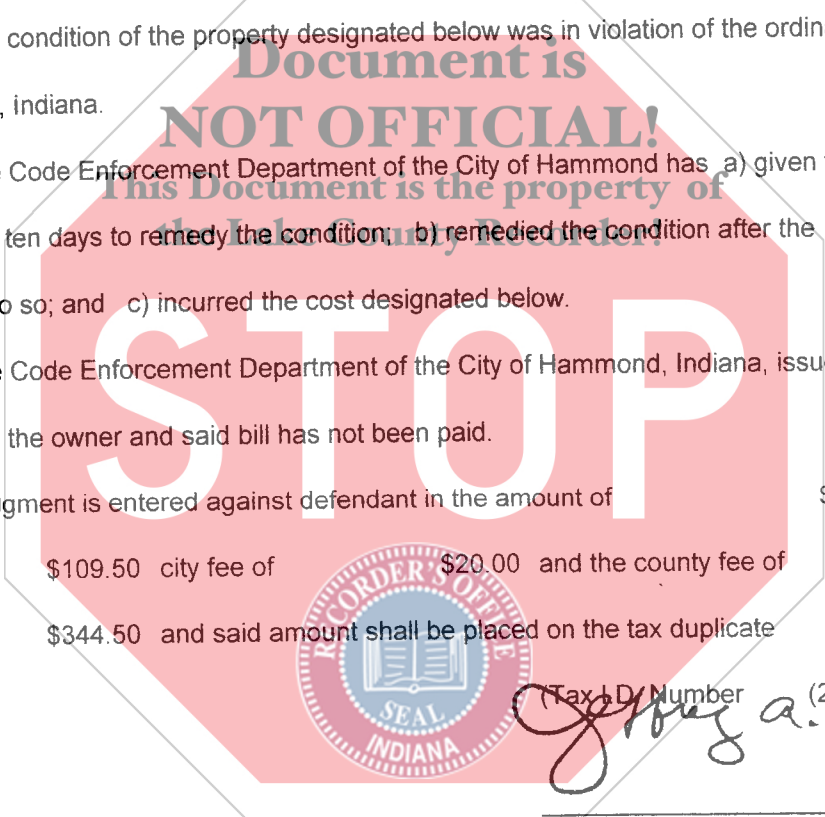 condition of the property designated below was in violation of the ordin
Document is
, Indiana.
NOT OFFICIAL!
Code Enforcement Department of the City of Hammond has a) given
This Document is the property of
ten days to remedy the condition; b) remedied the condition after the
the Lake County Recorder!
o so; and c) incurred the cost designated below.
STOP
Code Enforcement Department of the City of Hammond, Indiana, issu
the owner and said bill has not been paid.
gment is entered against defendant in the amount of $
$109.50 city fee of $20.00 and the county fee of
RECORDER'S OFFICE
$344.50 and said amount shall be placed on the tax duplicate
(Tax I.D. Number (2
Jeffrey a.
SEAL
INDIANA